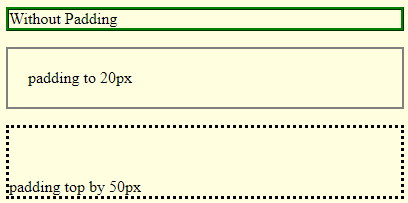 Without Padding
padding to 20px
padding top by 50px